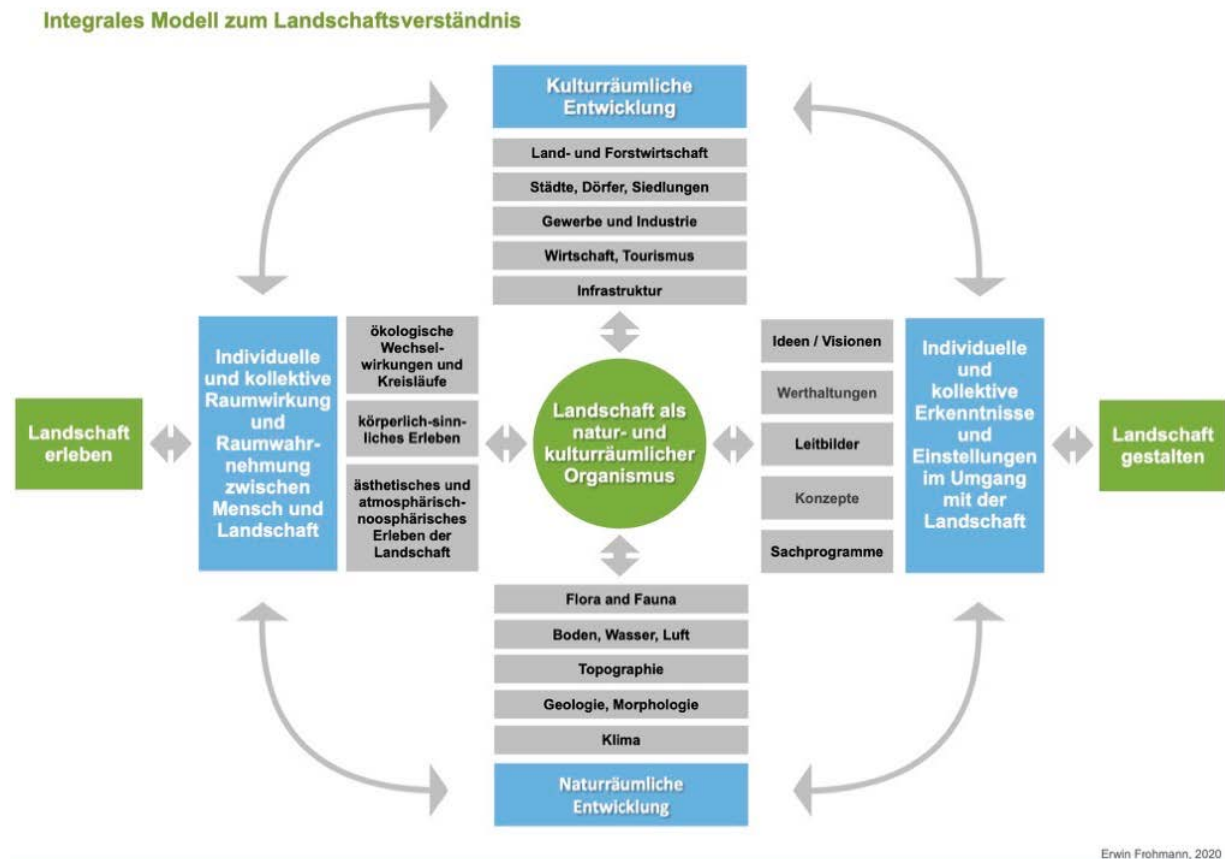 Integrales Modell zum Landschaftsverständnis
Kulturräumliche
Entwicklung
Land- und Forstwirtschaft
Städte, Dörfer, Siedlungen
Gewerbe und Industrie
Wirtschaft, Tourismus
Infrastruktur
Landschaft
erleben
Individuelle
und kollektive
Raumwirkung
und
Raumwahr-
nehmung
zwischen
Mensch und
Landschaft
ökologische
Wechsel-
wirkungen und
Kreisläufe
körperlich-sinn-
liches Erleben
ästhetisches und
atmosphärisch-
noosphärisches
Erleben der
Landschaft
Landschaft als
natur- und
kulturräumlicher
Organismus
Ideen / Visionen
Werthaltungen
Leitbilder
Konzepte
Sachprogramme
Individuelle
und
kollektive
Erkenntnisse
und
Einstellungen
im Umgang
mit der
Landschaft
Landschaft
gestalten
Flora and Fauna
Boden, Wasser, Luft
Topographie
Geologie, Morphologie
Klima
Naturräumliche
Entwicklung
Erwin Frohmann, 2020